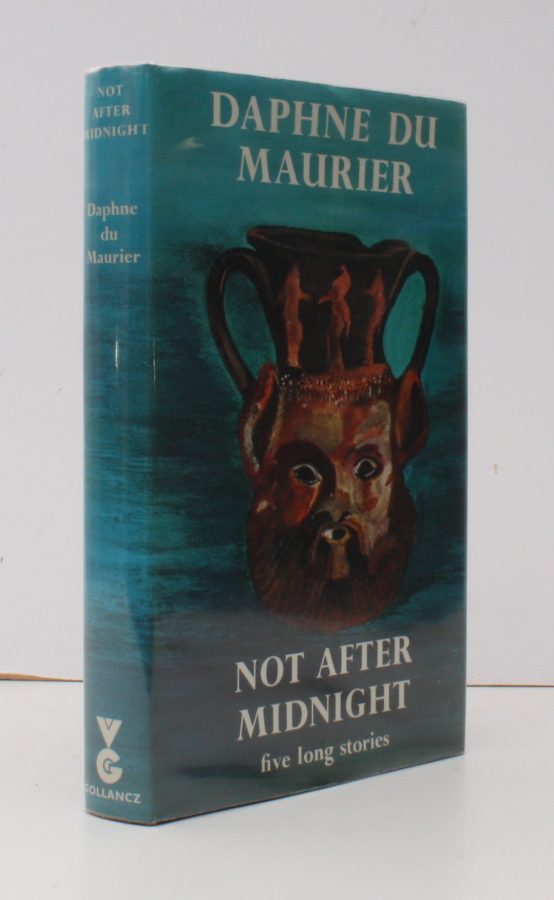 NOT
AFTER
MIDNIGHT
Daphne
du
Maurier
VG
GOLLANCZ
DAPHNE DU
MAURIER
NOT AFTER
MIDNIGHT
five long stories